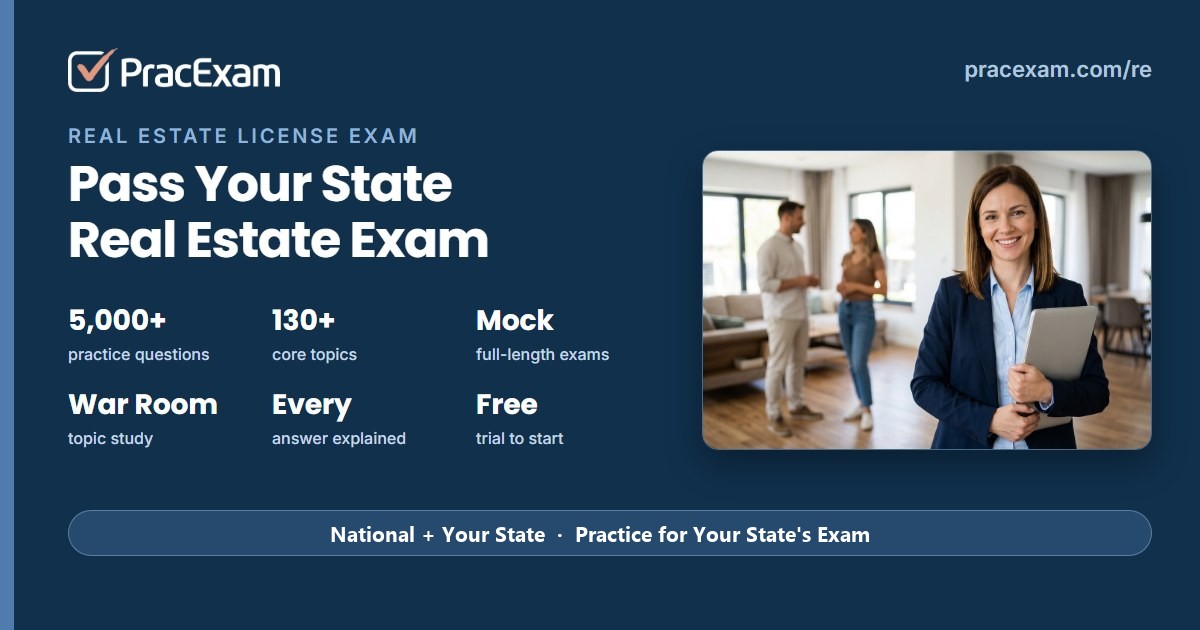 PracExam
pracexam.com/re
REAL ESTATE LICENSE EXAM
Pass Your State
Real Estate Exam
5,000+
practice questions
130+
core topics
Mock
full-length exams
War Room
topic study
Every
answer explained
Free
trial to start
National + Your State · Practice for Your State's Exam